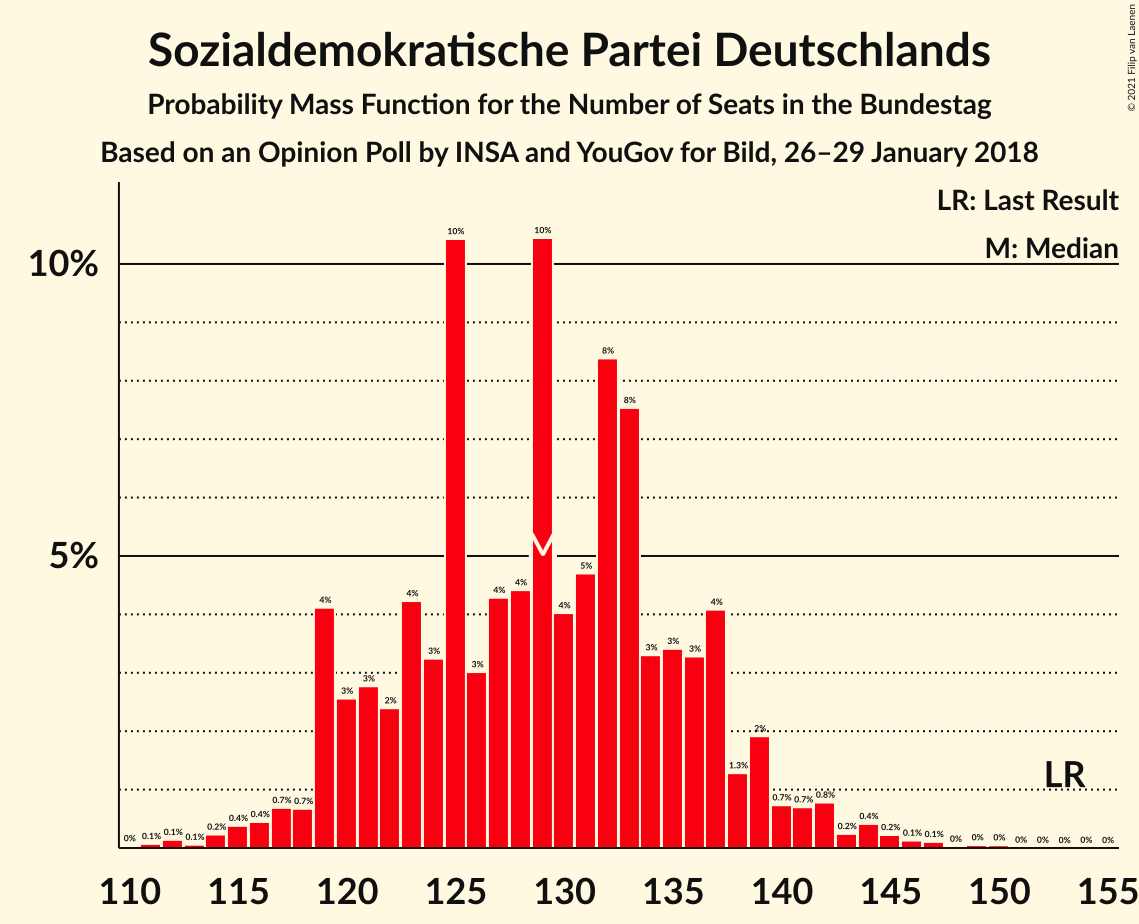 Sozialdemokratische Partei Deutschlands
Probability Mass Function for the Number of Seats in the Bundestag
Based on an Opinion Poll by INSA and YouGov for Bild, 26–29 January 2018
© 2021 Filip van Laenen
LR: Last Result
M: Median
10%
5%
0% 0.1% 0.1% 0.1% 0.2% 0.4% 0.4% 0.7% 0.7% 4% 3% 3% 2% 4% 3% 10% 3% 4% 4% 10% 4% 5% 8% 8% 3% 3% 3% 4% 1.3% 2% 0.7% 0.7% 0.8% 0.2% 0.4% 0.2% 0.1% 0.1% 0% 0% 0% 0% 0% 0% 0% 0%
M
LR
110 115 120 125 130 135 140 145 150 155